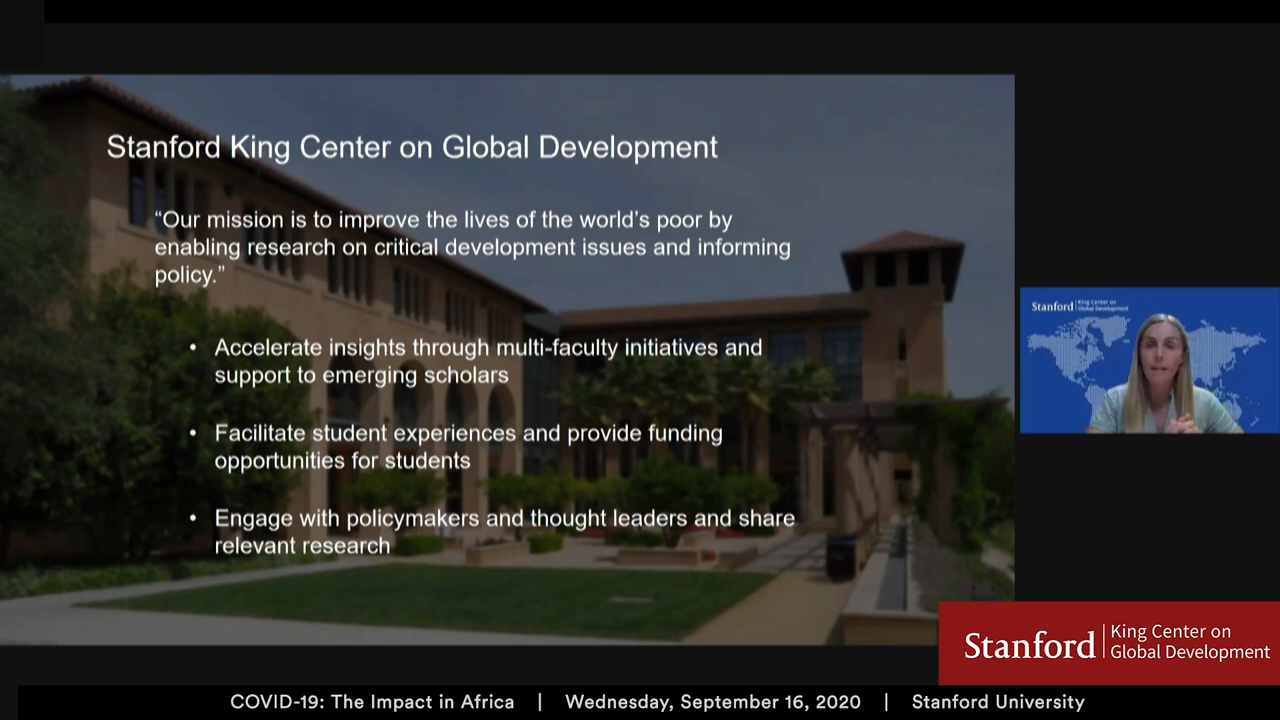 Stanford King Center on Global Development
“Our mission is to improve the lives of the world’s poor by
enabling research on critical development issues and informing
policy.”
• Accelerate insights through multi-faculty initiatives and
support to emerging scholars
• Facilitate student experiences and provide funding
opportunities for students
• Engage with policymakers and thought leaders and share
relevant research
Stanford | King Center on
Global Development
Stanford | King Center on
Global Development
COVID-19: The Impact in Africa | Wednesday, September 16, 2020 | Stanford University